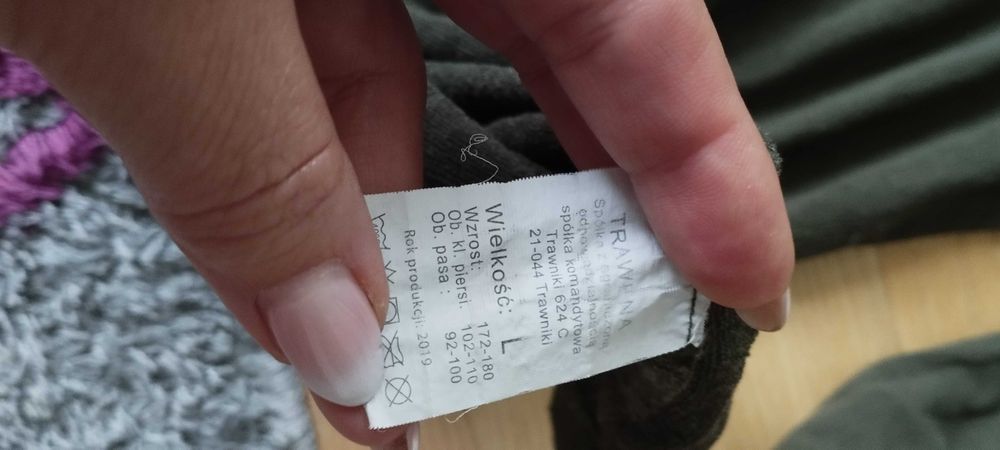 TRAWENA
Spółka z ograniczoną
odpowiedzialnością
spółka komandytowa
Trawniki 624 C
21-044 Trawniki
Wielkość: L
Wzrost: 172-180
Ob. kl. piersi: 102-110
Ob. pasa : 92-100
Rok produkcji: 2019